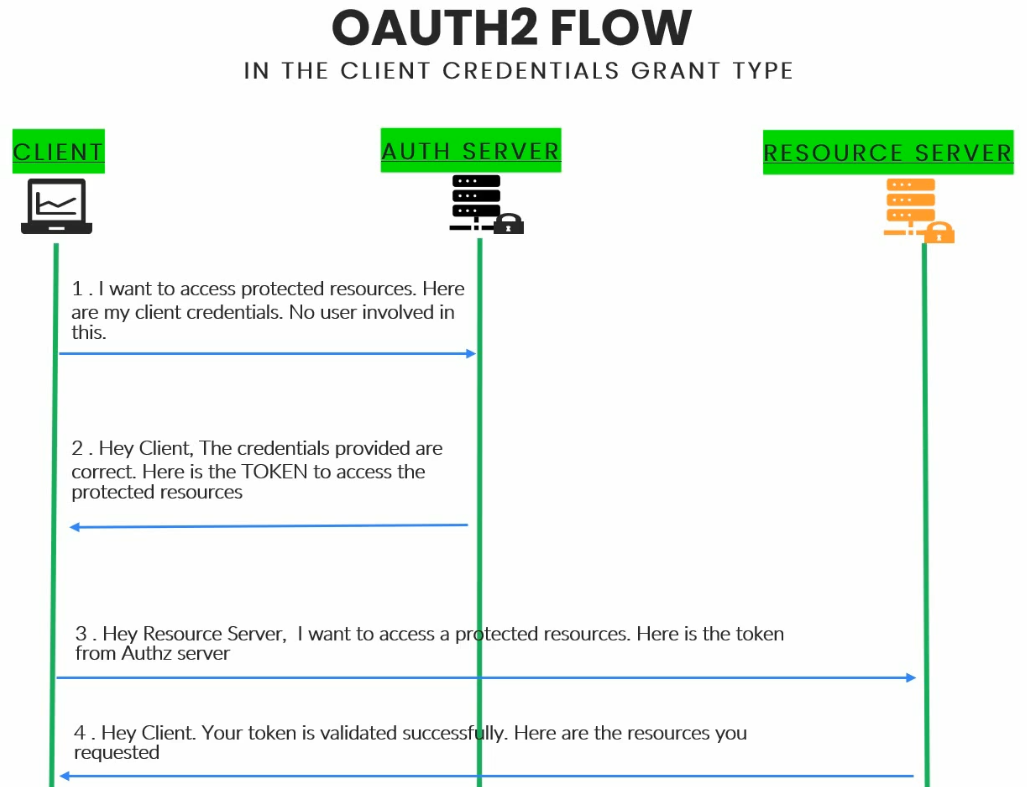 OAUTH2 FLOW
IN THE CLIENT CREDENTIALS GRANT TYPE
CLIENT
AUTH SERVER
RESOURCE SERVER
1 . I want to access protected resources. Here
are my client credentials. No user involved in
this.
2 . Hey Client, The credentials provided are
correct. Here is the TOKEN to access the
protected resources
3 . Hey Resource Server, I want to access a protected resources. Here is the token
from Authz server
4 . Hey Client. Your token is validated successfully. Here are the resources you
requested